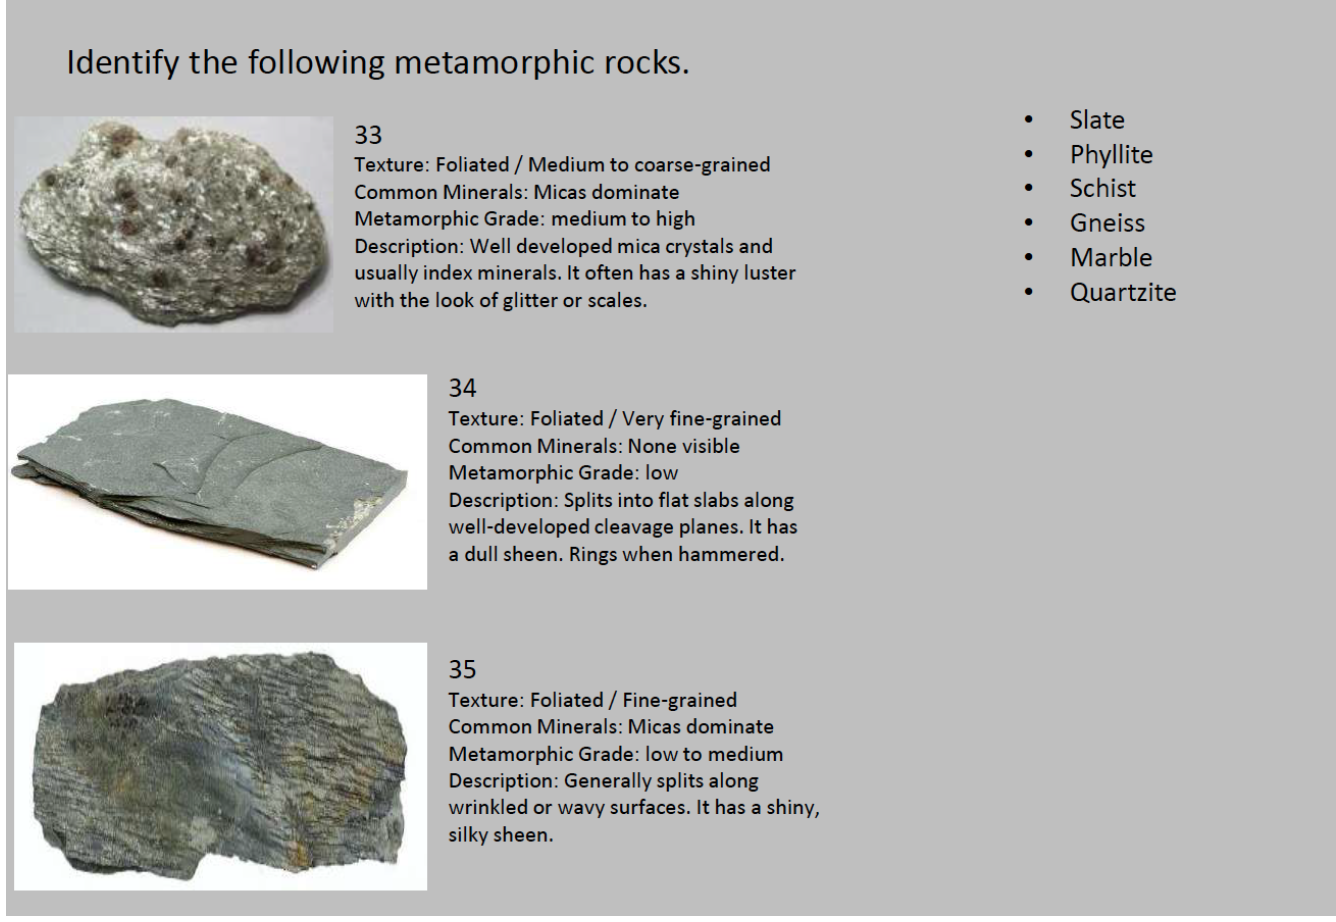 Identify the following metamorphic rocks.
33
Texture: Foliated / Medium to coarse-grained
Common Minerals: Micas dominate
Metamorphic Grade: medium to high
Description: Well developed mica crystals and
usually index minerals. It often has a shiny luster
with the look of glitter or scales.
• Slate
• Phyllite
• Schist
• Gneiss
• Marble
• Quartzite
34
Texture: Foliated / Very fine-grained
Common Minerals: None visible
Metamorphic Grade: low
Description: Splits into flat slabs along
well-developed cleavage planes. It has
a dull sheen. Rings when hammered.
35
Texture: Foliated / Fine-grained
Common Minerals: Micas dominate
Metamorphic Grade: low to medium
Description: Generally splits along
wrinkled or wavy surfaces. It has a shiny,
silky sheen.